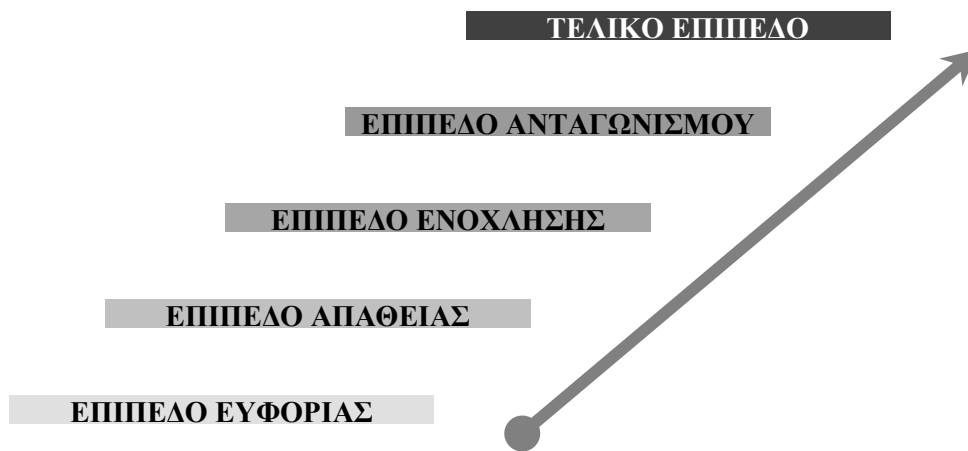 ΤΕΛΙΚΟ ΕΠΙΠΕΔΟ
ΕΠΙΠΕΔΟ ΑΝΤΑΓΩΝΙΣΜΟΥ
ΕΠΙΠΕΔΟ ΕΝΟΧΛΗΣΗΣ
ΕΠΙΠΕΔΟ ΑΠΑΘΕΙΑΣ
ΕΠΙΠΕΔΟ ΕΥΦΟΡΙΑΣ